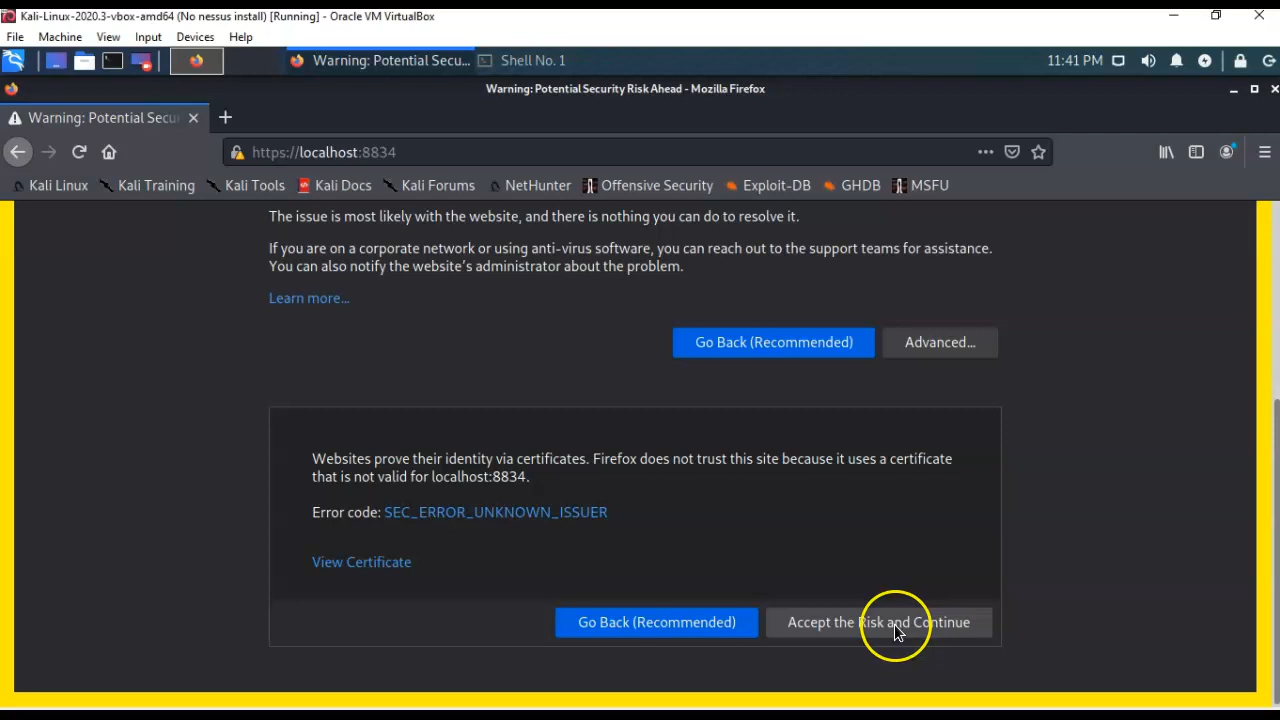 Kali-Linux-2020.3-vbox-amd64 (No nessus install) [Running] - Oracle VM VirtualBox
File Machine View Input Devices Help
Warning: Potential Secu... Shell No. 1 11:41 PM
Warning: Potential Security Risk Ahead - Mozilla Firefox
Warning: Potential Secu
https://localhost:8834
Kali Linux Kali Training Kali Tools Kali Docs Kali Forums NetHunter Offensive Security Exploit-DB GHDB MSFU
The issue is most likely with the website, and there is nothing you can do to resolve it.
If you are on a corporate network or using anti-virus software, you can reach out to the support teams for assistance.
You can also notify the website's administrator about the problem.
Learn more...
Go Back (Recommended) Advanced...
Websites prove their identity via certificates. Firefox does not trust this site because it uses a certificate
that is not valid for localhost:8834.
Error code: SEC_ERROR_UNKNOWN_ISSUER
View Certificate
Go Back (Recommended) Accept the Risk and Continue